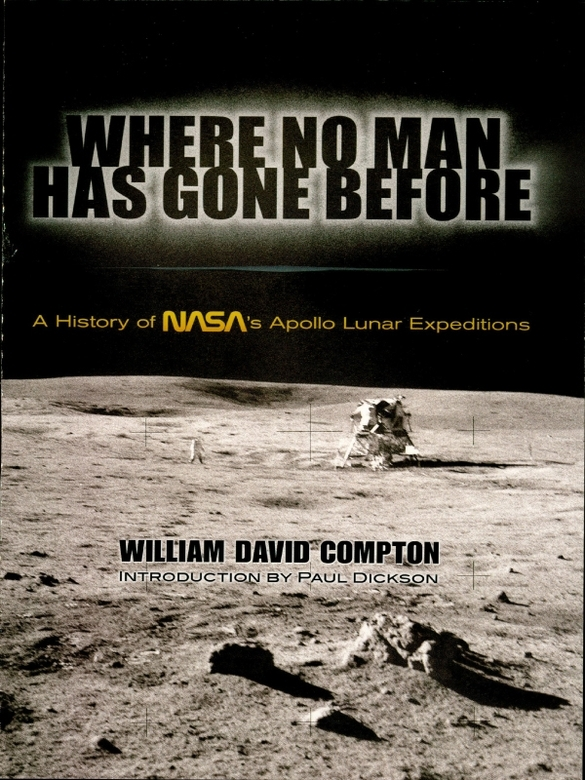 WHERE NO MAN
HAS GONE BEFORE
A History of NASA's Apollo Lunar Expeditions
WILLIAM DAVID COMPTON
INTRODUCTION BY PAUL DICKSON